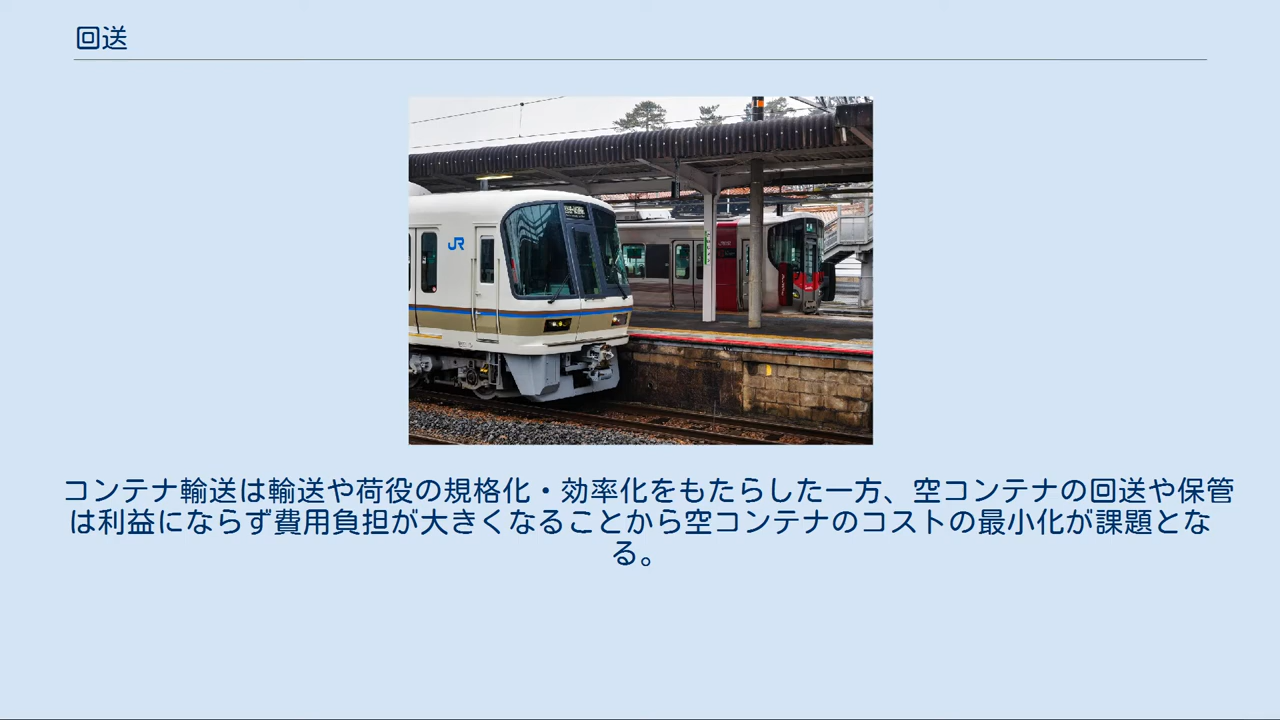 回送
JR
コンテナ輸送は輸送や荷役の規格化・効率化をもたらした一方、空コンテナの回送や保管
は利益にならず費用負担が大きくなることから空コンテナのコストの最小化が課題とな
る。